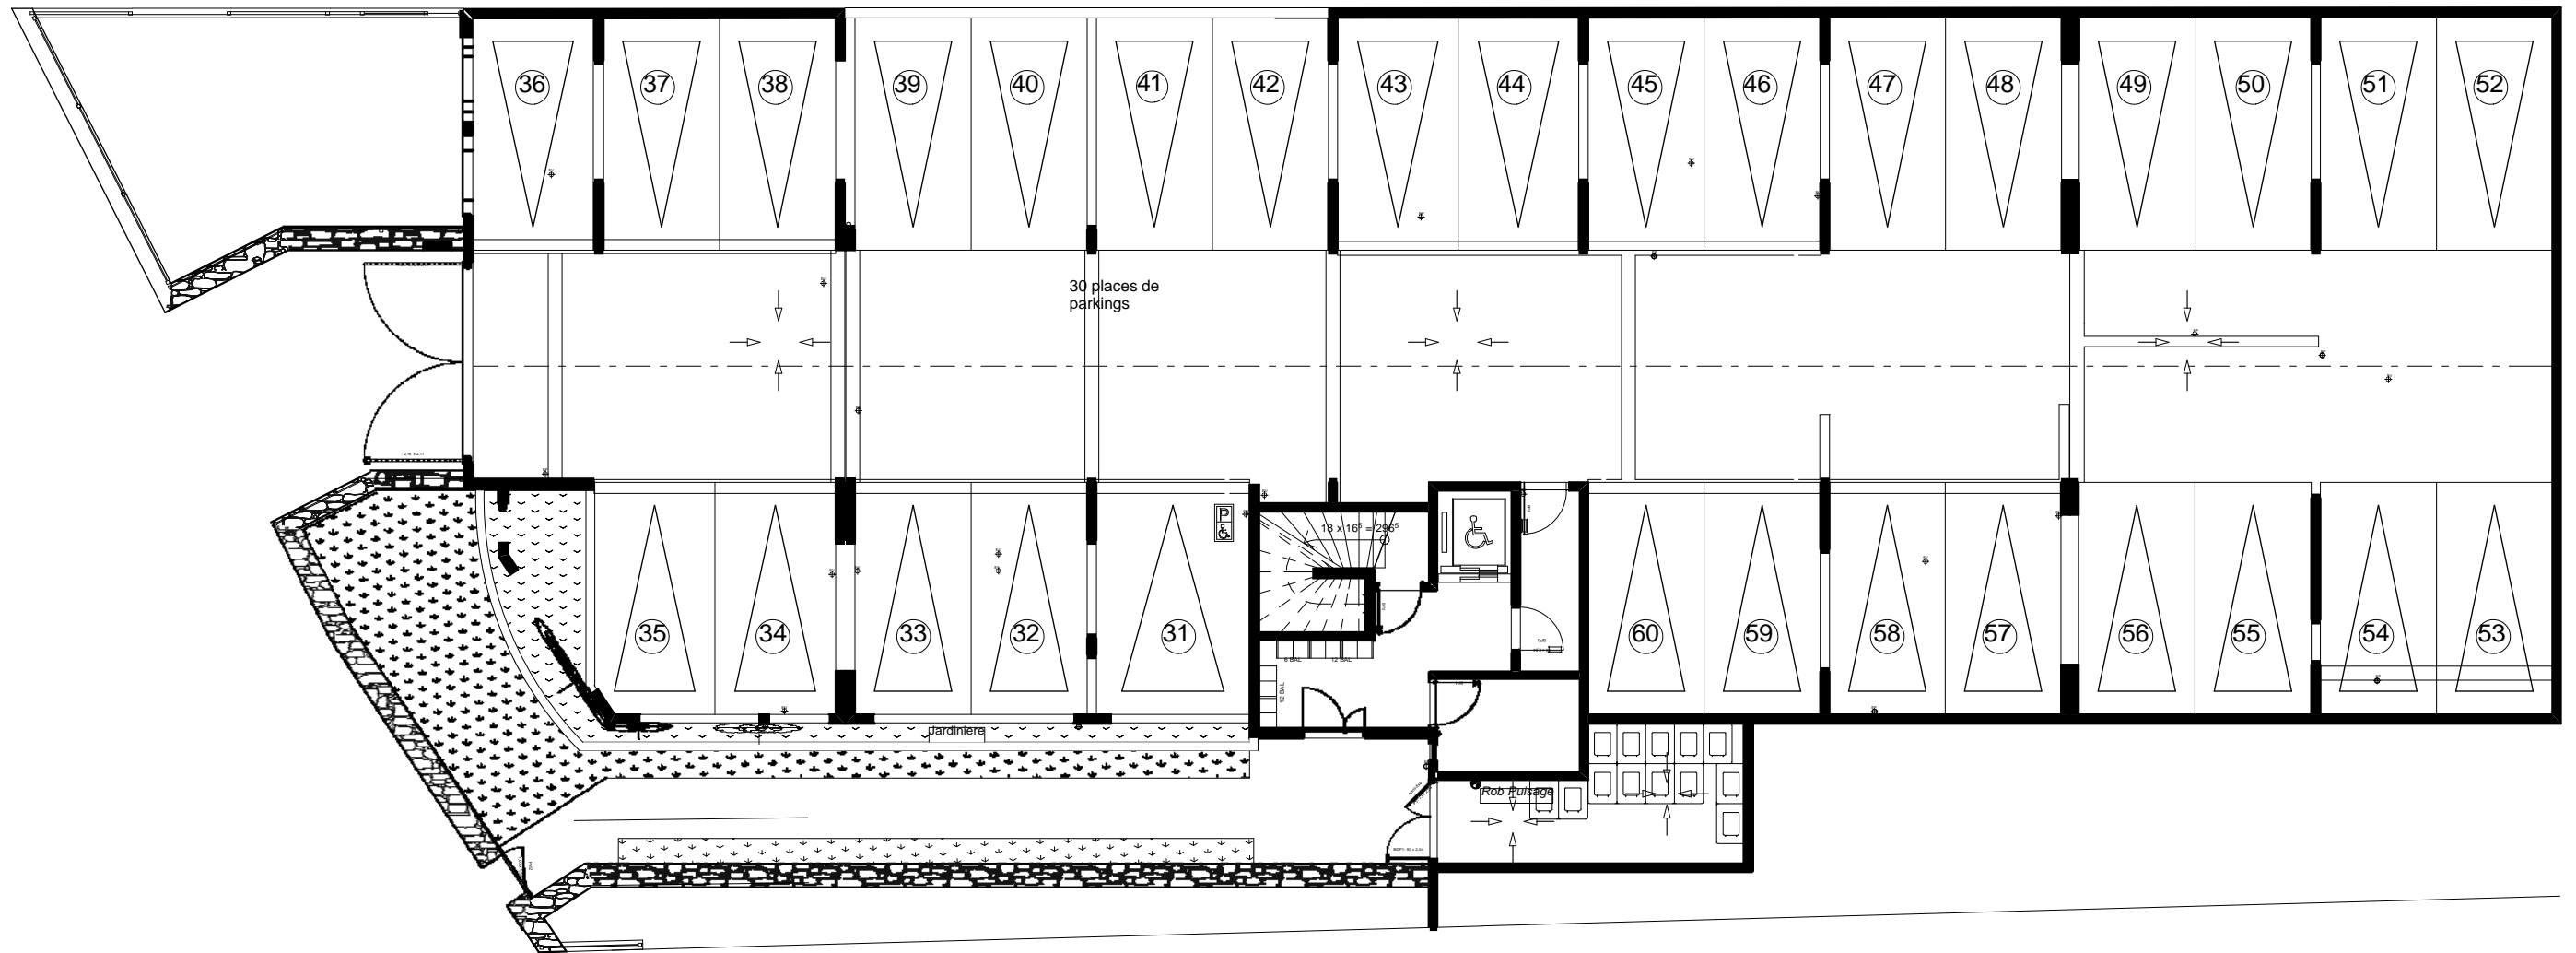 36 37 38 39 40 41 42 43 44 45 46 47 48 49 50 51 52
30 places de
parkings
P
18 x 16⁵ = 296⁵
35 34 33 32 31 60 59 58 57 56 55 54 53
6 BAL 12 BAL
12 BAL
Jardiniere
Rob Puisage